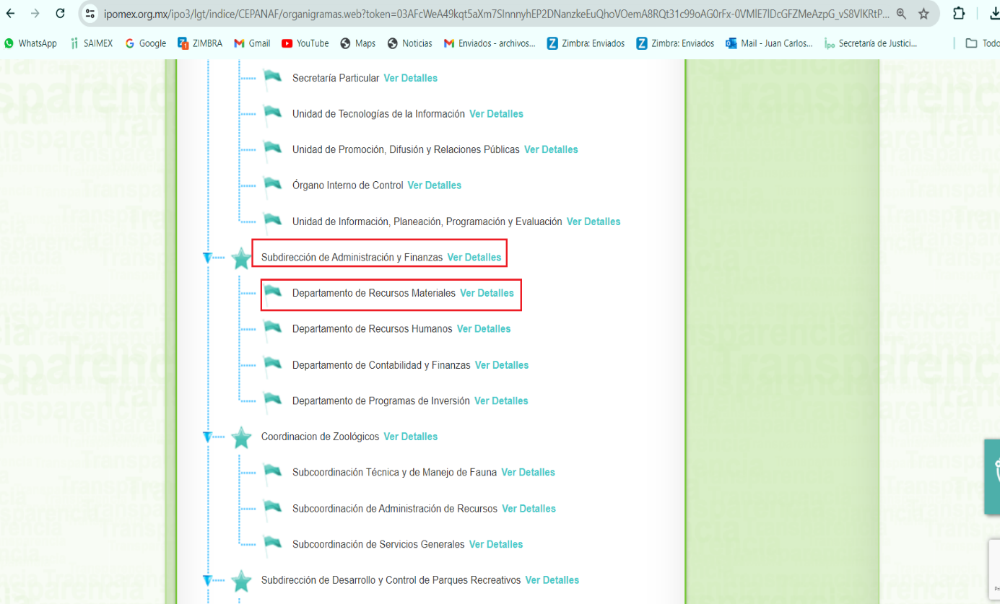 ipomex.org.mx/ipo3/lgt/indice/CEPANAF/organigramas.web?token=03AFcWeA49kqt5aXm7SInnnyhEP2DNanzkeEuQhoVOemA8RQt31c99oAG0rFx-0VMlE7lDcGFZMeAzpG_vS8VlKRtP...
WhatsApp SAIMEX Google ZIMBRA Gmail YouTube Maps Noticias Enviados - archivos... Zimbra: Enviados Zimbra: Enviados Mail - Juan Carlos... Secretaría de Justici... Todo
Secretaría Particular Ver Detalles
Unidad de Tecnologías de la Información Ver Detalles
Unidad de Promoción, Difusión y Relaciones Públicas Ver Detalles
Órgano Interno de Control Ver Detalles
Unidad de Información, Planeación, Programación y Evaluación Ver Detalles
Subdirección de Administración y Finanzas Ver Detalles
Departamento de Recursos Materiales Ver Detalles
Departamento de Recursos Humanos Ver Detalles
Departamento de Contabilidad y Finanzas Ver Detalles
Departamento de Programas de Inversión Ver Detalles
Coordinacion de Zoológicos Ver Detalles
Subcoordinación Técnica y de Manejo de Fauna Ver Detalles
Subcoordinación de Administración de Recursos Ver Detalles
Subcoordinación de Servicios Generales Ver Detalles
Subdirección de Desarrollo y Control de Parques Recreativos Ver Detalles